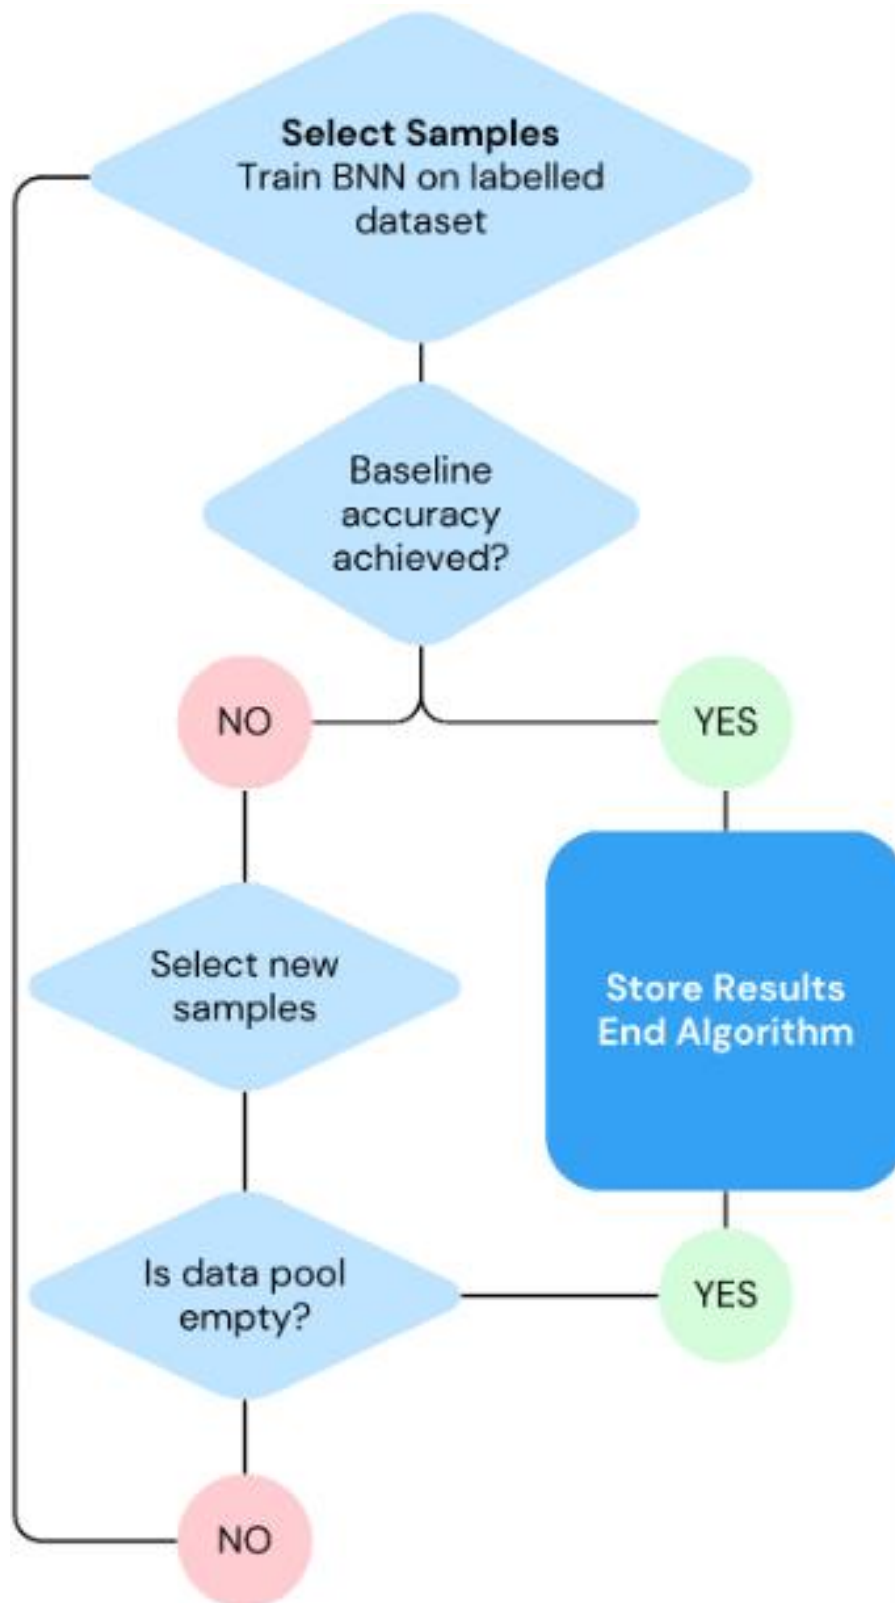 Select Samples
Train BNN on labelled
dataset
Baseline
accuracy
achieved?
NO
YES
Select new
samples
Store Results
End Algorithm
Is data pool
empty?
YES
NO